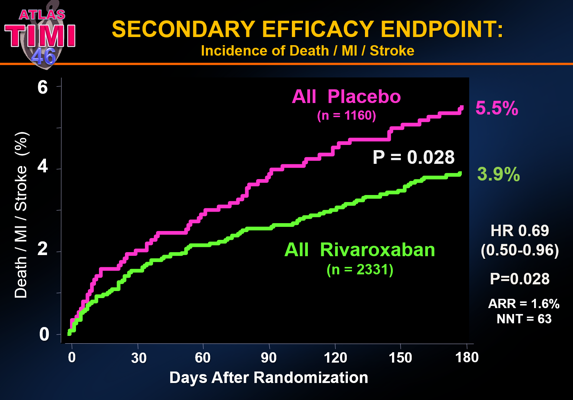 ATLAS
TIMI
46
SECONDARY EFFICACY ENDPOINT:
Incidence of Death / MI / Stroke
Death / MI / Stroke (%)
6
4
2
0
All Placebo
(n = 1160)
5.5%
P = 0.028
3.9%
All Rivaroxaban
(n = 2331)
HR 0.69
(0.50-0.96)
P=0.028
ARR = 1.6%
NNT = 63
0 30 60 90 120 150 180
Days After Randomization